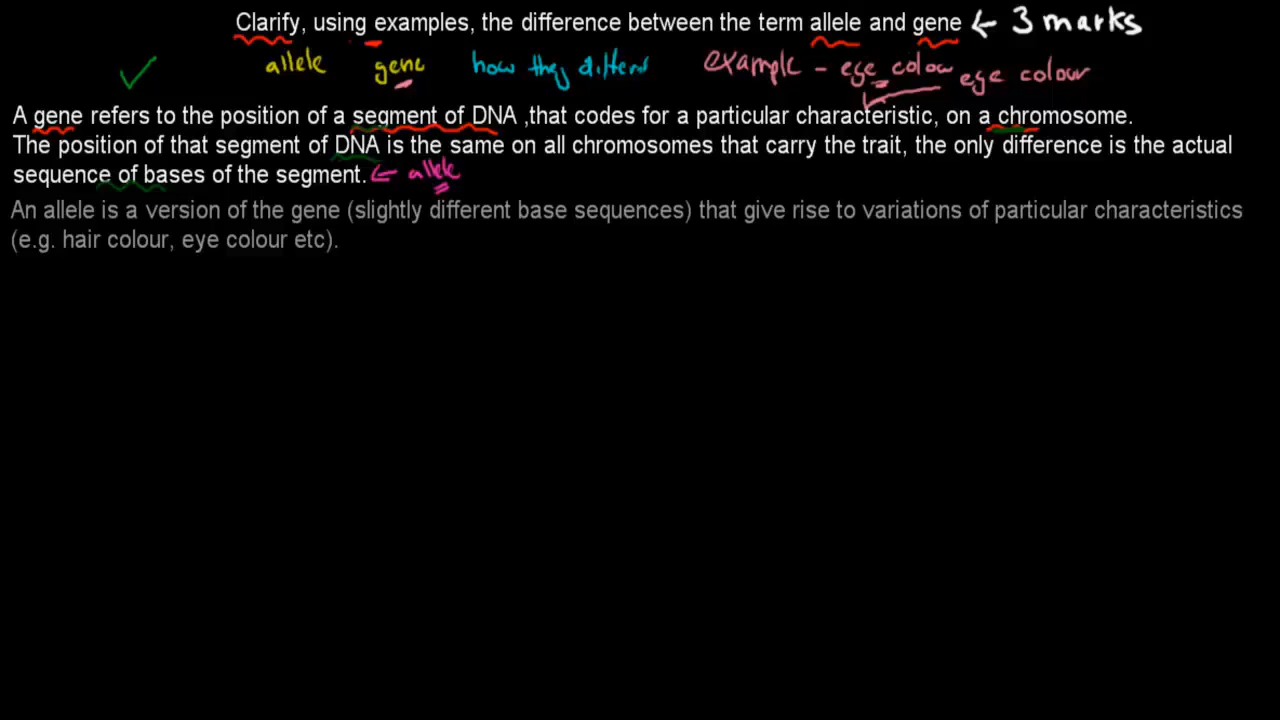 Clarify, using examples, the difference between the term allele and gene ← 3 marks
allele gene how they different example - eye colour eye colour
A gene refers to the position of a segment of DNA ,that codes for a particular characteristic, on a chromosome.
The position of that segment of DNA is the same on all chromosomes that carry the trait, the only difference is the actual
sequence of bases of the segment. ← allele
An allele is a version of the gene (slightly different base sequences) that give rise to variations of particular characteristics
(e.g. hair colour, eye colour etc).